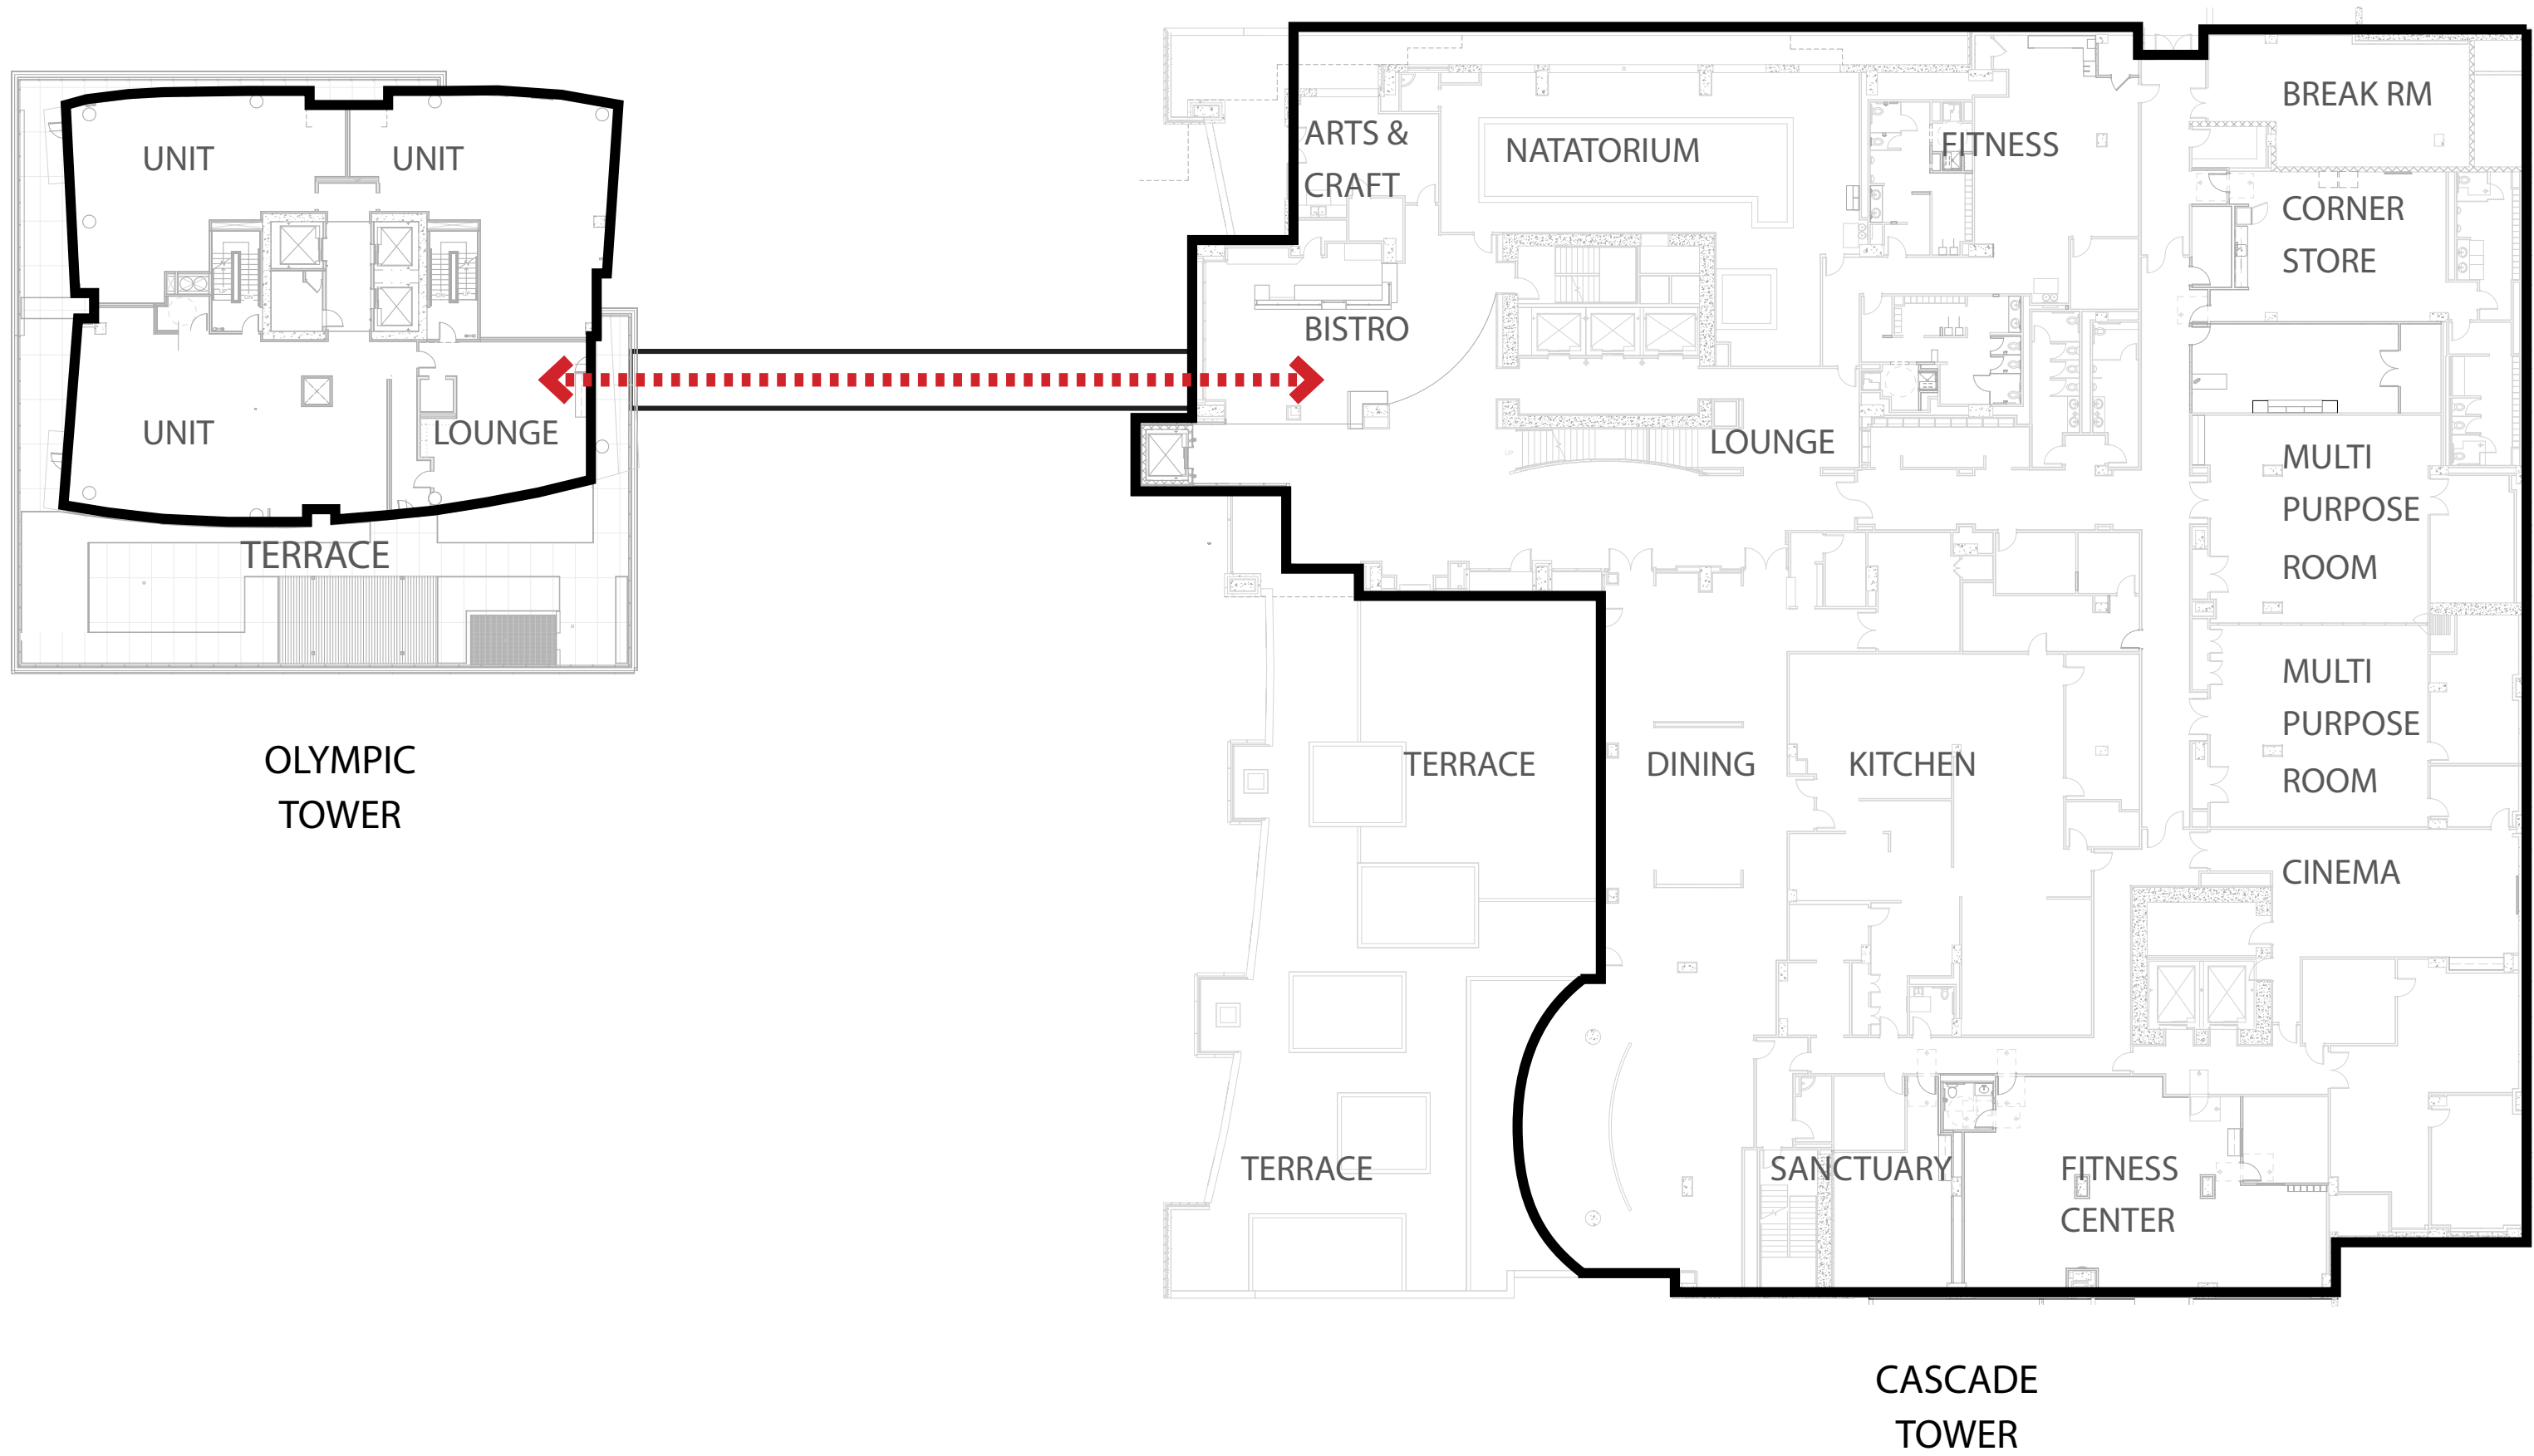 UNIT
UNIT
UNIT
LOUNGE
TERRACE
OLYMPIC
TOWER
ARTS &
CRAFT
NATATORIUM
FITNESS
BREAK RM
CORNER
STORE
BISTRO
LOUNGE
MULTI
PURPOSE
ROOM
MULTI
PURPOSE
ROOM
TERRACE
DINING
KITCHEN
CINEMA
TERRACE
SANCTUARY
FITNESS
CENTER
CASCADE
TOWER